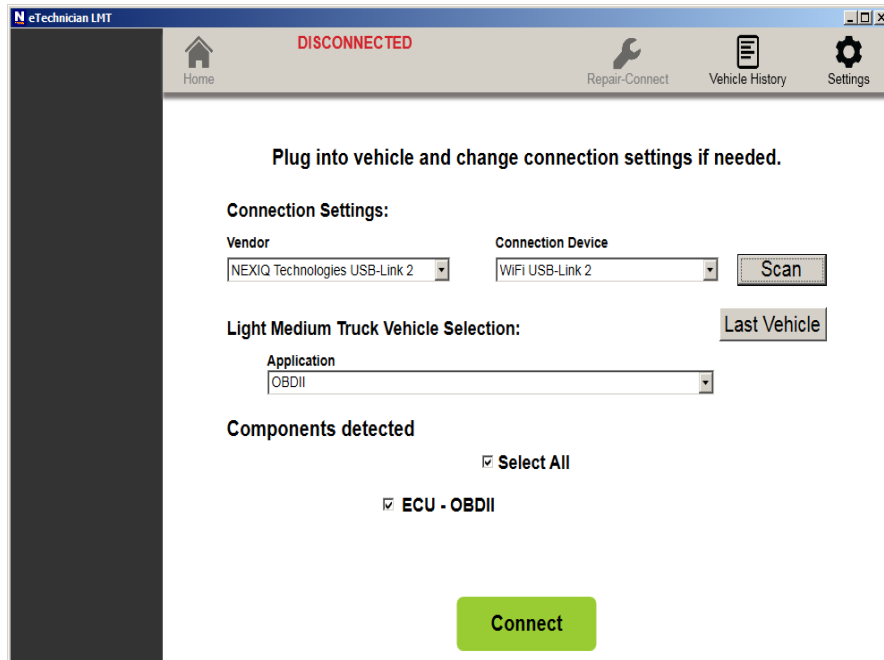 N eTechnician LMT
DISCONNECTED
Home
Repair-Connect
Vehicle History
Settings
Plug into vehicle and change connection settings if needed.
Connection Settings:
Vendor
Connection Device
NEXIQ Technologies USB-Link 2
WiFi USB-Link 2
Scan
Last Vehicle
Light Medium Truck Vehicle Selection:
Application
OBDII
Components detected
Select All
ECU - OBDII
Connect